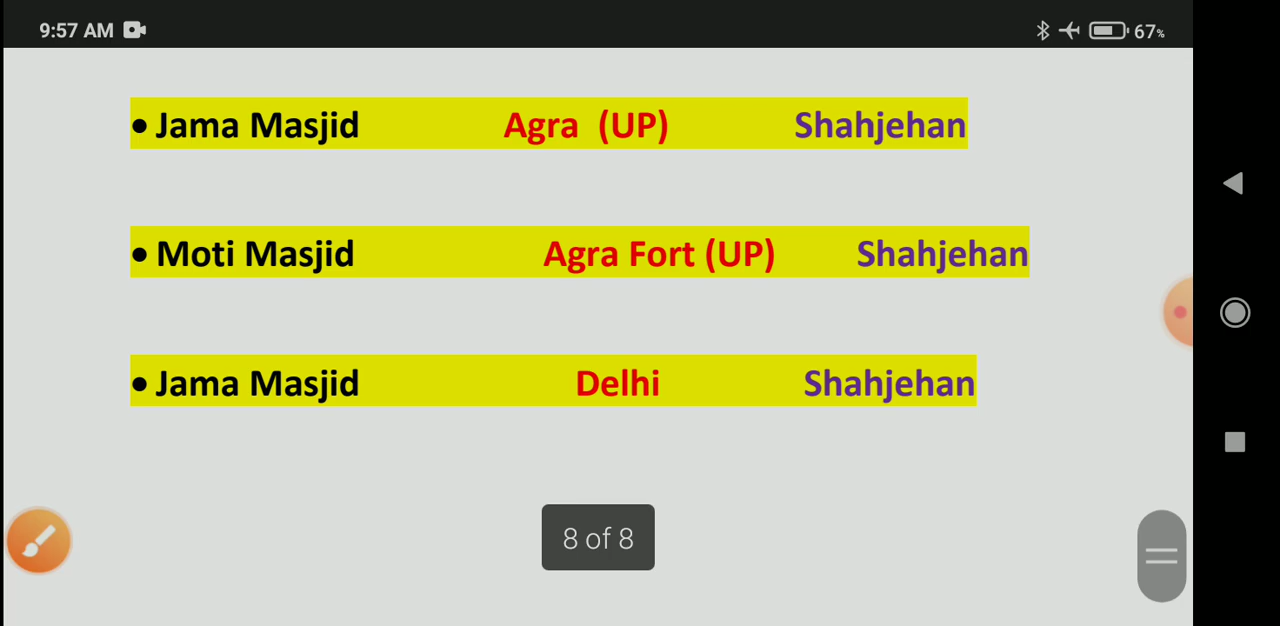 9:57 AM 67%
• Jama Masjid Agra (UP) Shahjehan
• Moti Masjid Agra Fort (UP) Shahjehan
• Jama Masjid Delhi Shahjehan
8 of 8